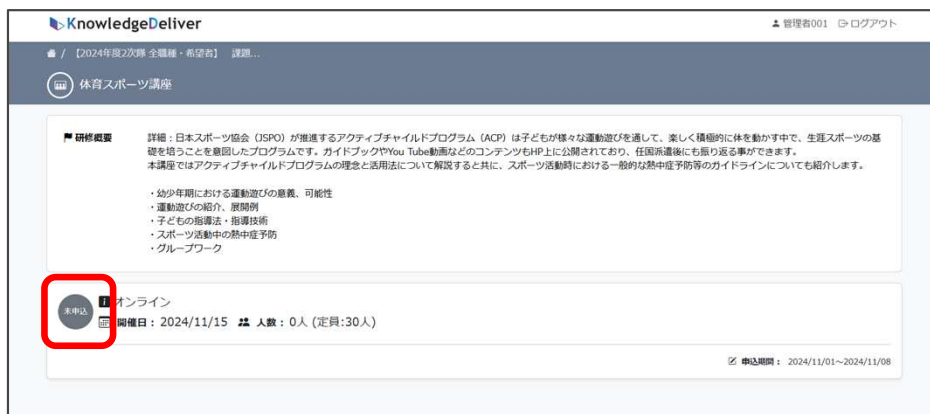 KnowledgeDeliver
管理者001 ログアウト
/ 【2024年度2次隊 全職種・希望者】 課題...
体育スポーツ講座
研修概要
詳細：日本スポーツ協会（JSPO）が推進するアクティブチャイルドプログラム（ACP）は子どもが様々な運動遊びを通して、楽しく積極的に体を動かす中で、生涯スポーツの基
礎を培うことを意図したプログラムです。ガイドブックやYou Tube動画などのコンテンツもHP上に公開されており、任国派遣後にも振り返る事ができます。
本講座ではアクティブチャイルドプログラムの理念と活用法について解説すると共に、スポーツ活動時における一般的な熱中症予防等のガイドラインについても紹介します。
・幼少年期における運動遊びの意義、可能性
・運動遊びの紹介、展開例
・子どもの指導法・指導技術
・スポーツ活動中の熱中症予防
・グループワーク
未申込
オンライン
開催日： 2024/11/15 人数： 0人 (定員:30人)
申込期間： 2024/11/01～2024/11/08